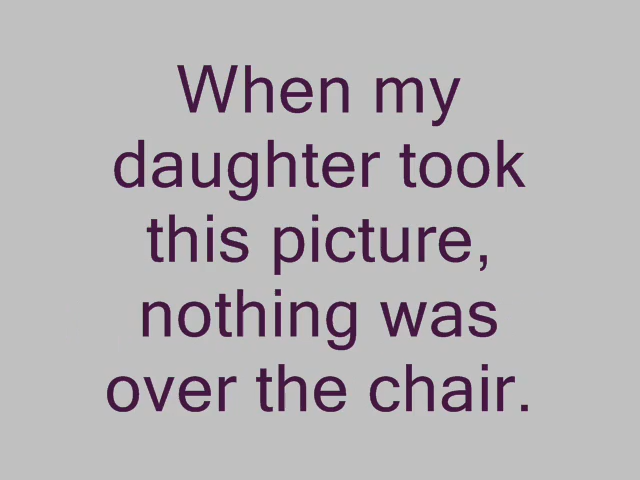 When my
daughter took
this picture,
nothing was
over the chair.